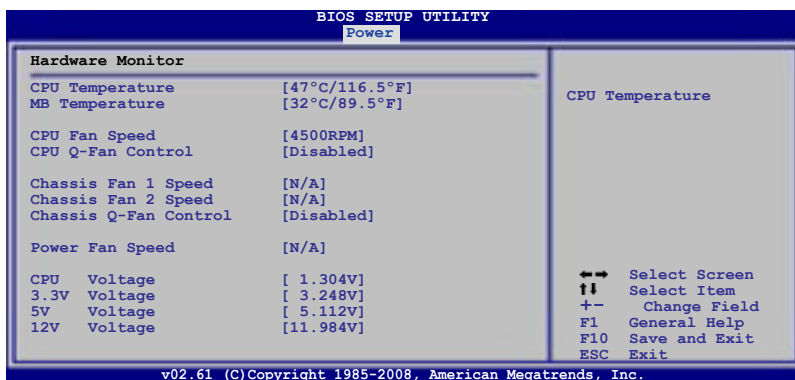 BIOS SETUP UTILITY
Power
Hardware Monitor
CPU Temperature [47°C/116.5°F]
MB Temperature [32°C/89.5°F]
CPU Fan Speed [4500RPM]
CPU Q-Fan Control [Disabled]
Chassis Fan 1 Speed [N/A]
Chassis Fan 2 Speed [N/A]
Chassis Q-Fan Control [Disabled]
Power Fan Speed [N/A]
CPU Voltage [ 1.304V]
3.3V Voltage [ 3.248V]
5V Voltage [ 5.112V]
12V Voltage [11.984V]
CPU Temperature
←→ Select Screen
↑↓ Select Item
+- Change Field
F1 General Help
F10 Save and Exit
ESC Exit
v02.61 (C)Copyright 1985-2008, American Megatrends, Inc.